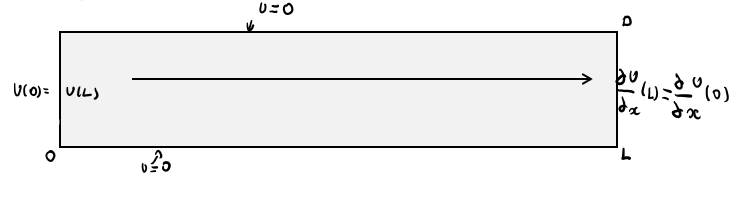 U=0
D
U(0)= U(L)
∂U/∂x (L) = ∂U/∂x (0)
O
L
U=0